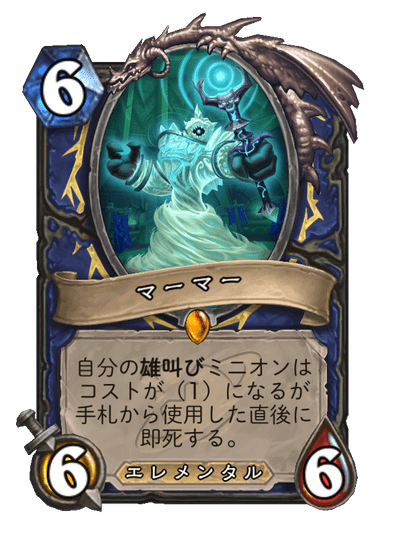 6
マーマー
自分の雄叫びミニオンは
コストが（1）になるが
手札から使用した直後に
即死する。
6
エレメンタル
6